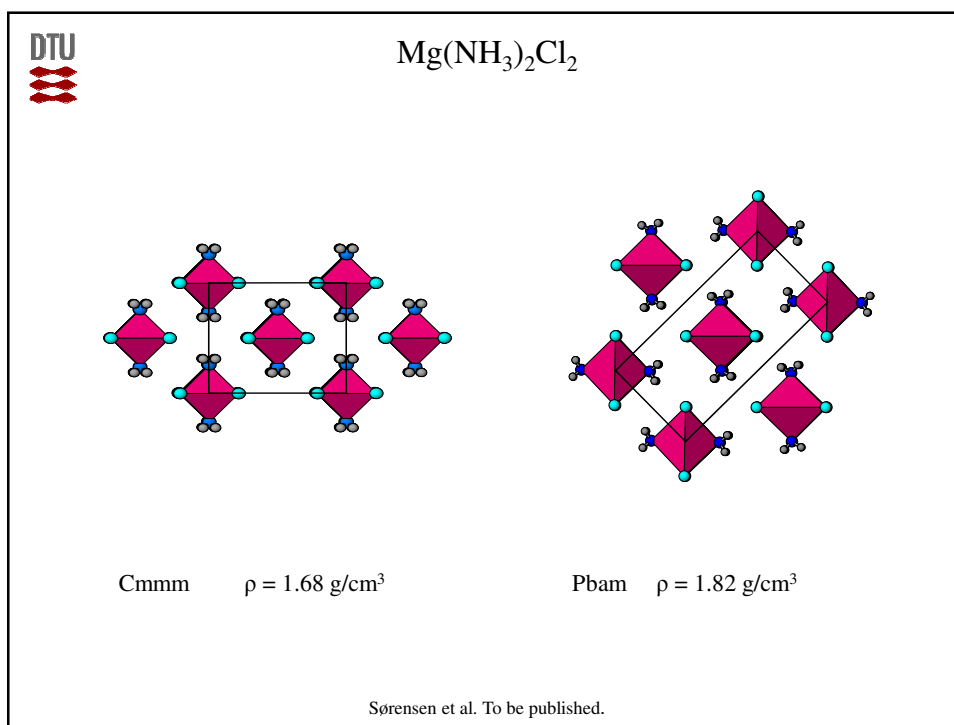 DTU
Mg(NH₃)₂Cl₂
Cmmm ρ = 1.68 g/cm³ Pbam ρ = 1.82 g/cm³
Sørensen et al. To be published.